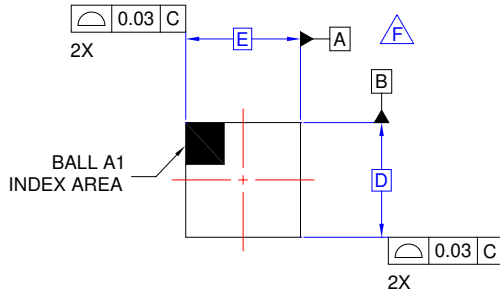 ⌓ 0.03 C
2X
E
A
F
B
BALL A1
INDEX AREA
D
⌓ 0.03 C
2X